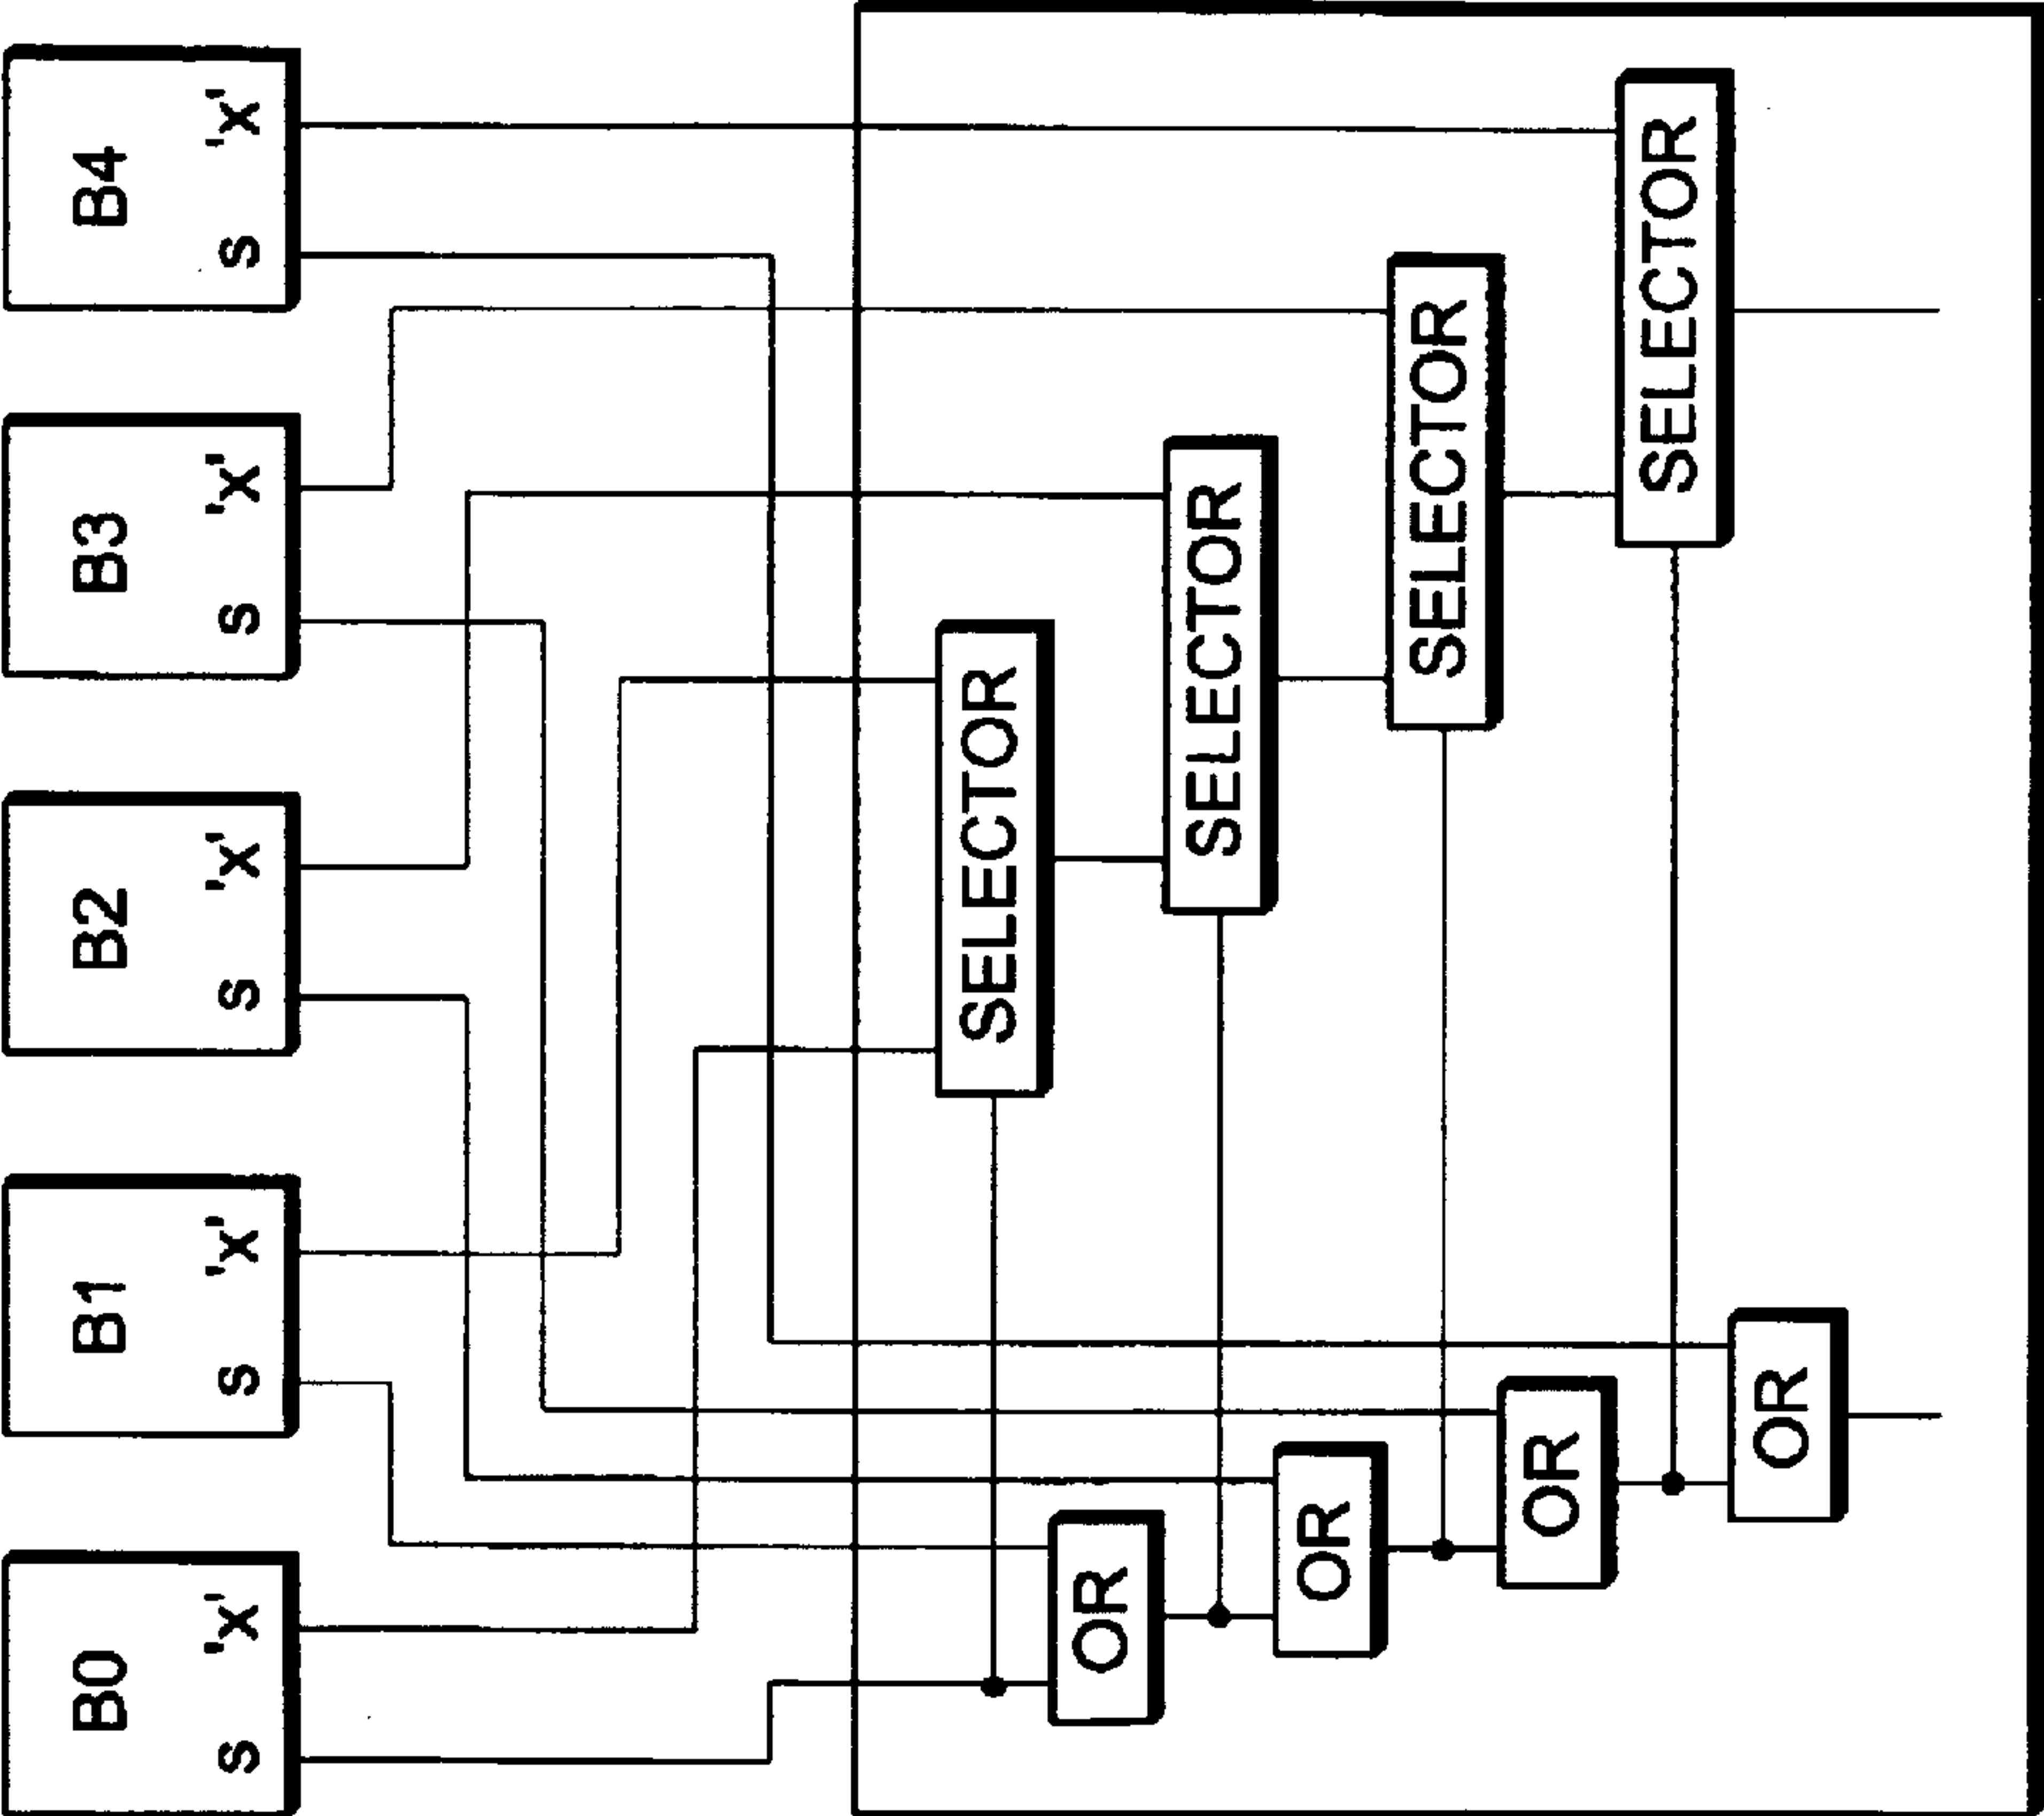 B0
B1
B2
B3
B4
S 'x'
S 'x'
S 'x'
S 'x'
S 'x'
SELECTOR
OR
SELECTOR
OR
SELECTOR
OR
SELECTOR
OR